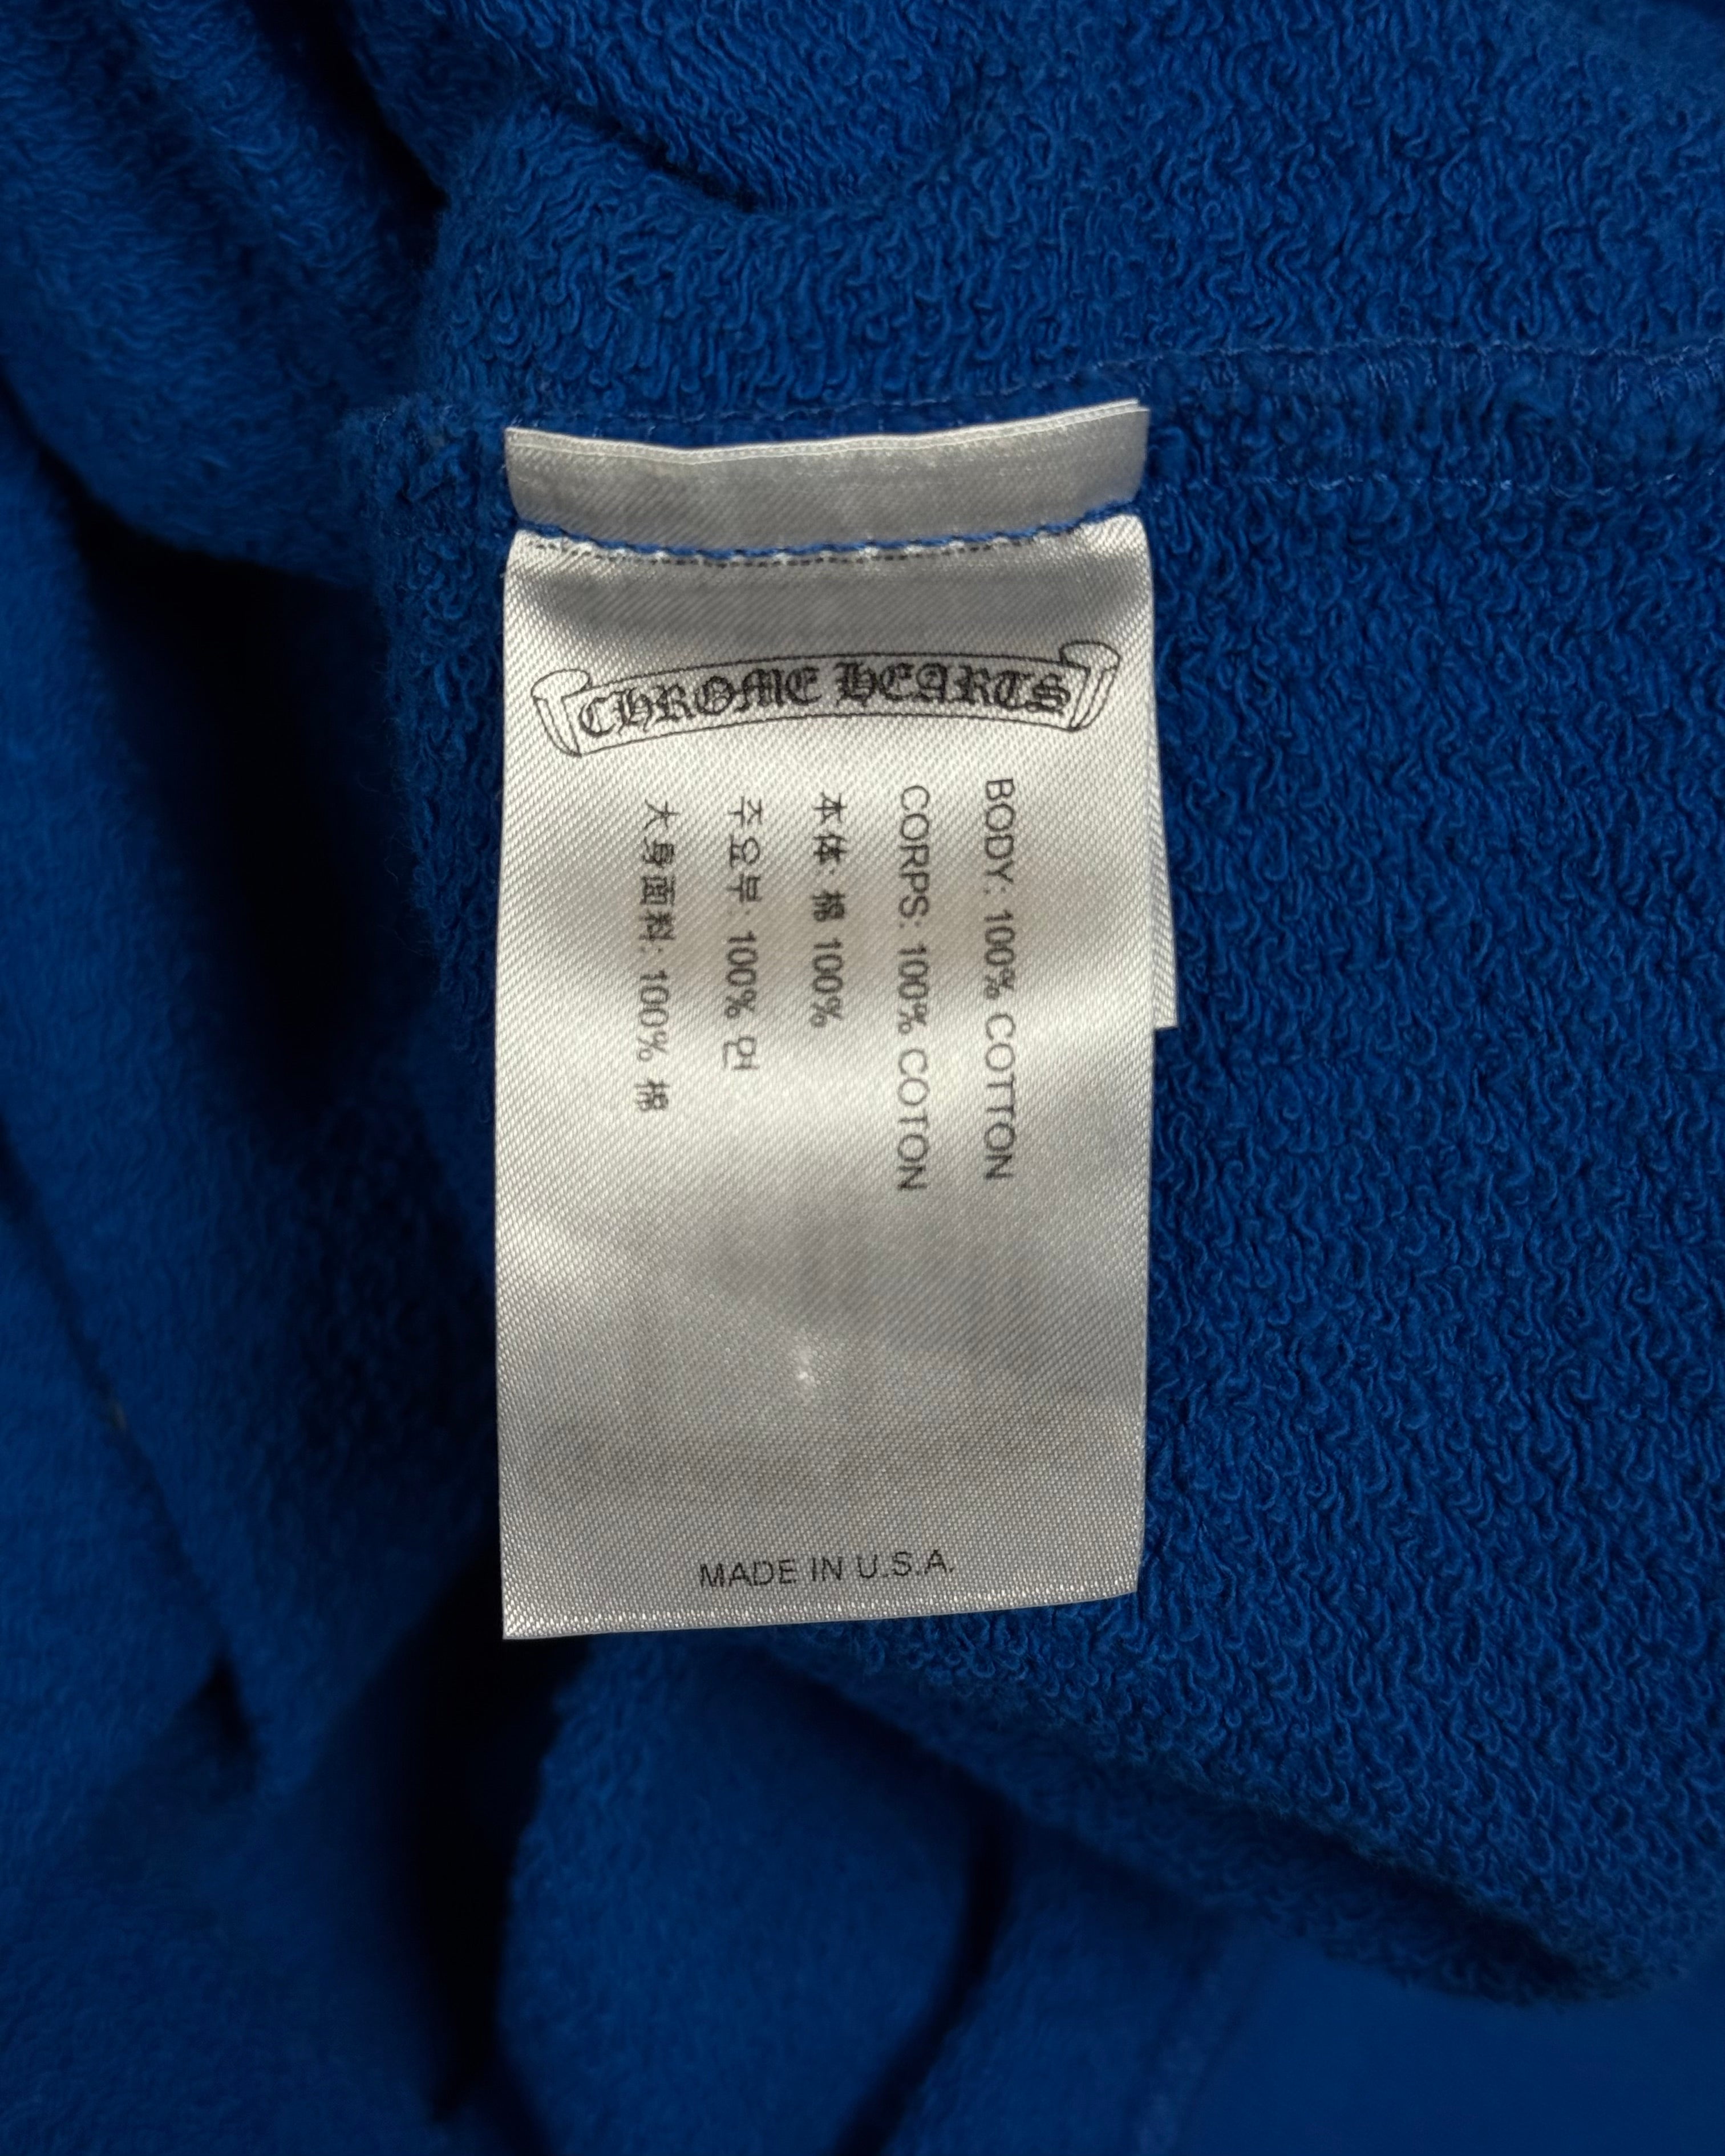 CHROME HEARTS
BODY: 100% COTTON
CORPS: 100% COTON
本体: 棉 100%
주요부: 100% 면
大身面料: 100% 棉
MADE IN U.S.A.